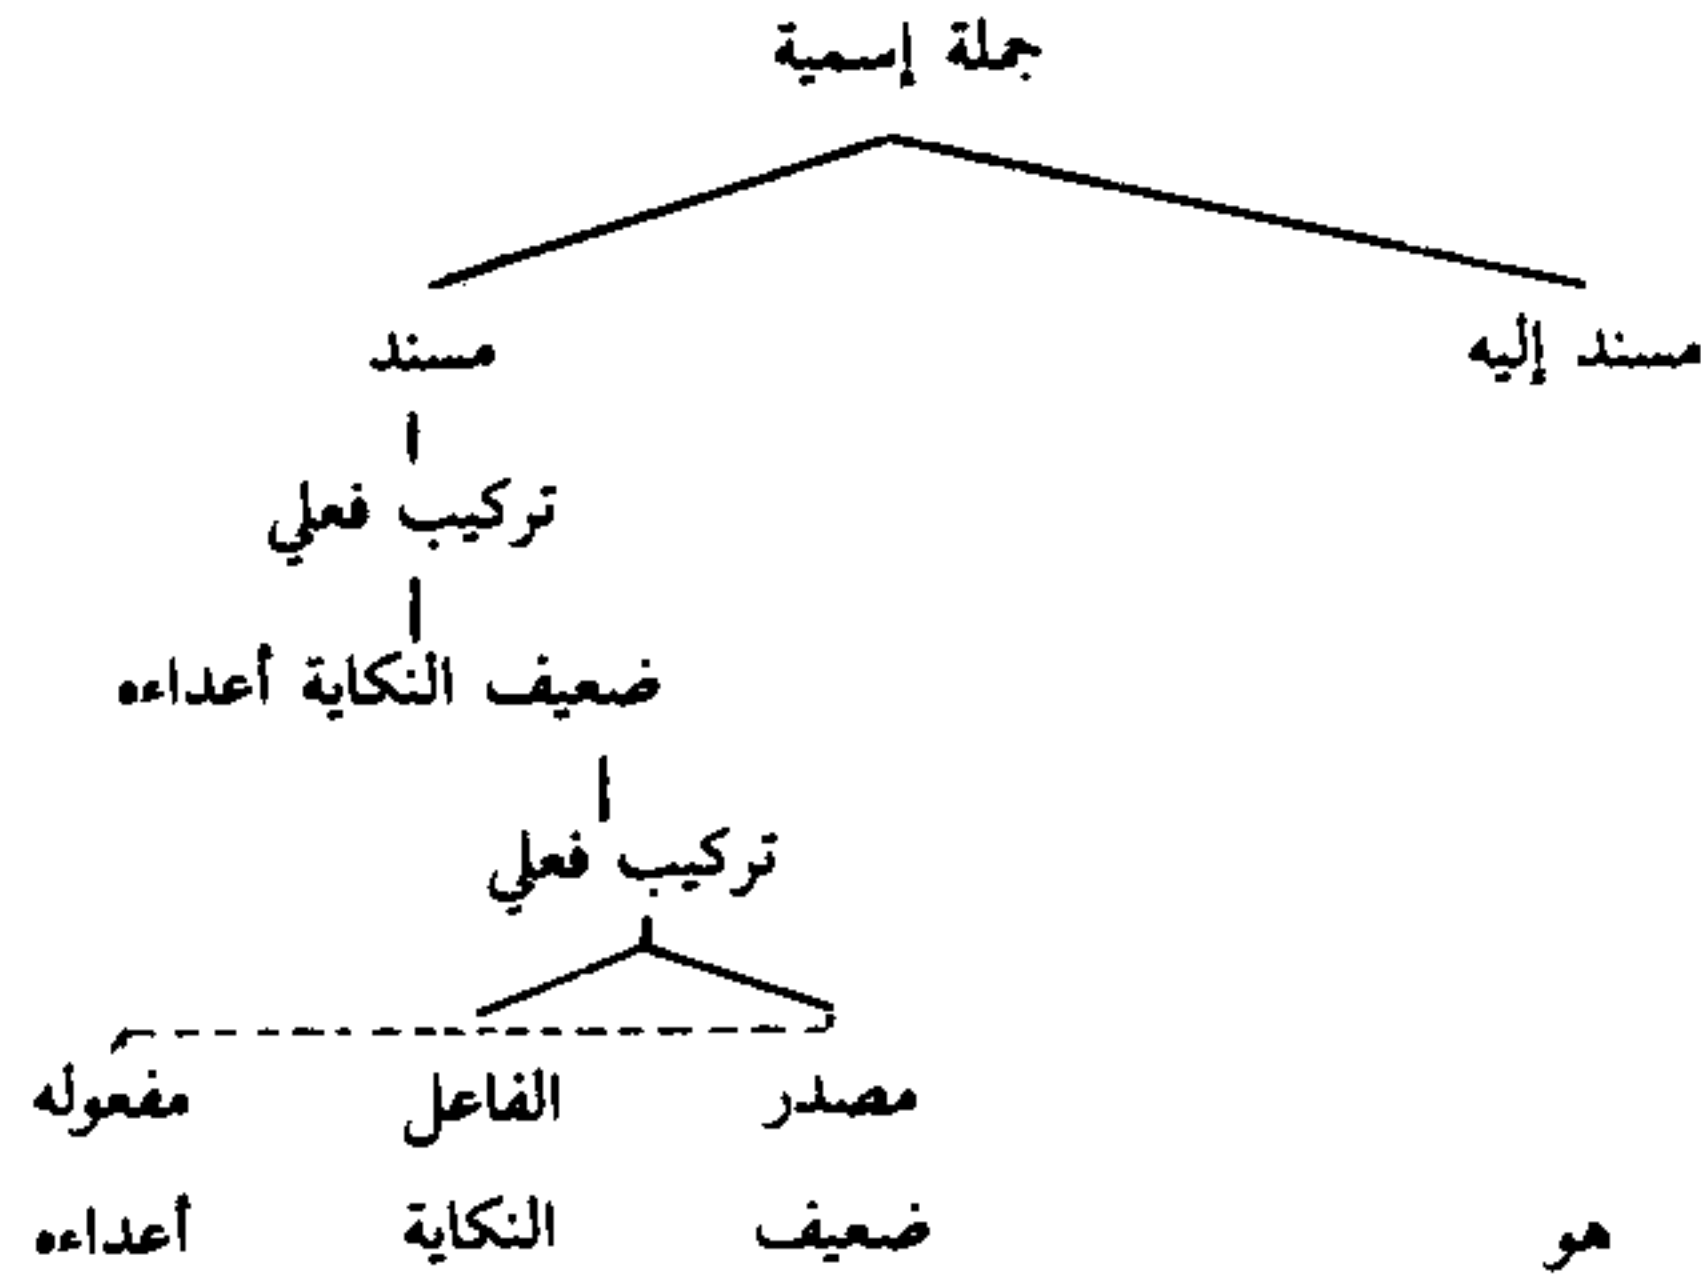 جملة إسمية
مسند إليه
مسند
تركيب فعلي
ضعيف النكاية أعداءه
تركيب فعلي
مصدر الفاعل مفعوله
هو ضعيف النكاية أعداءه